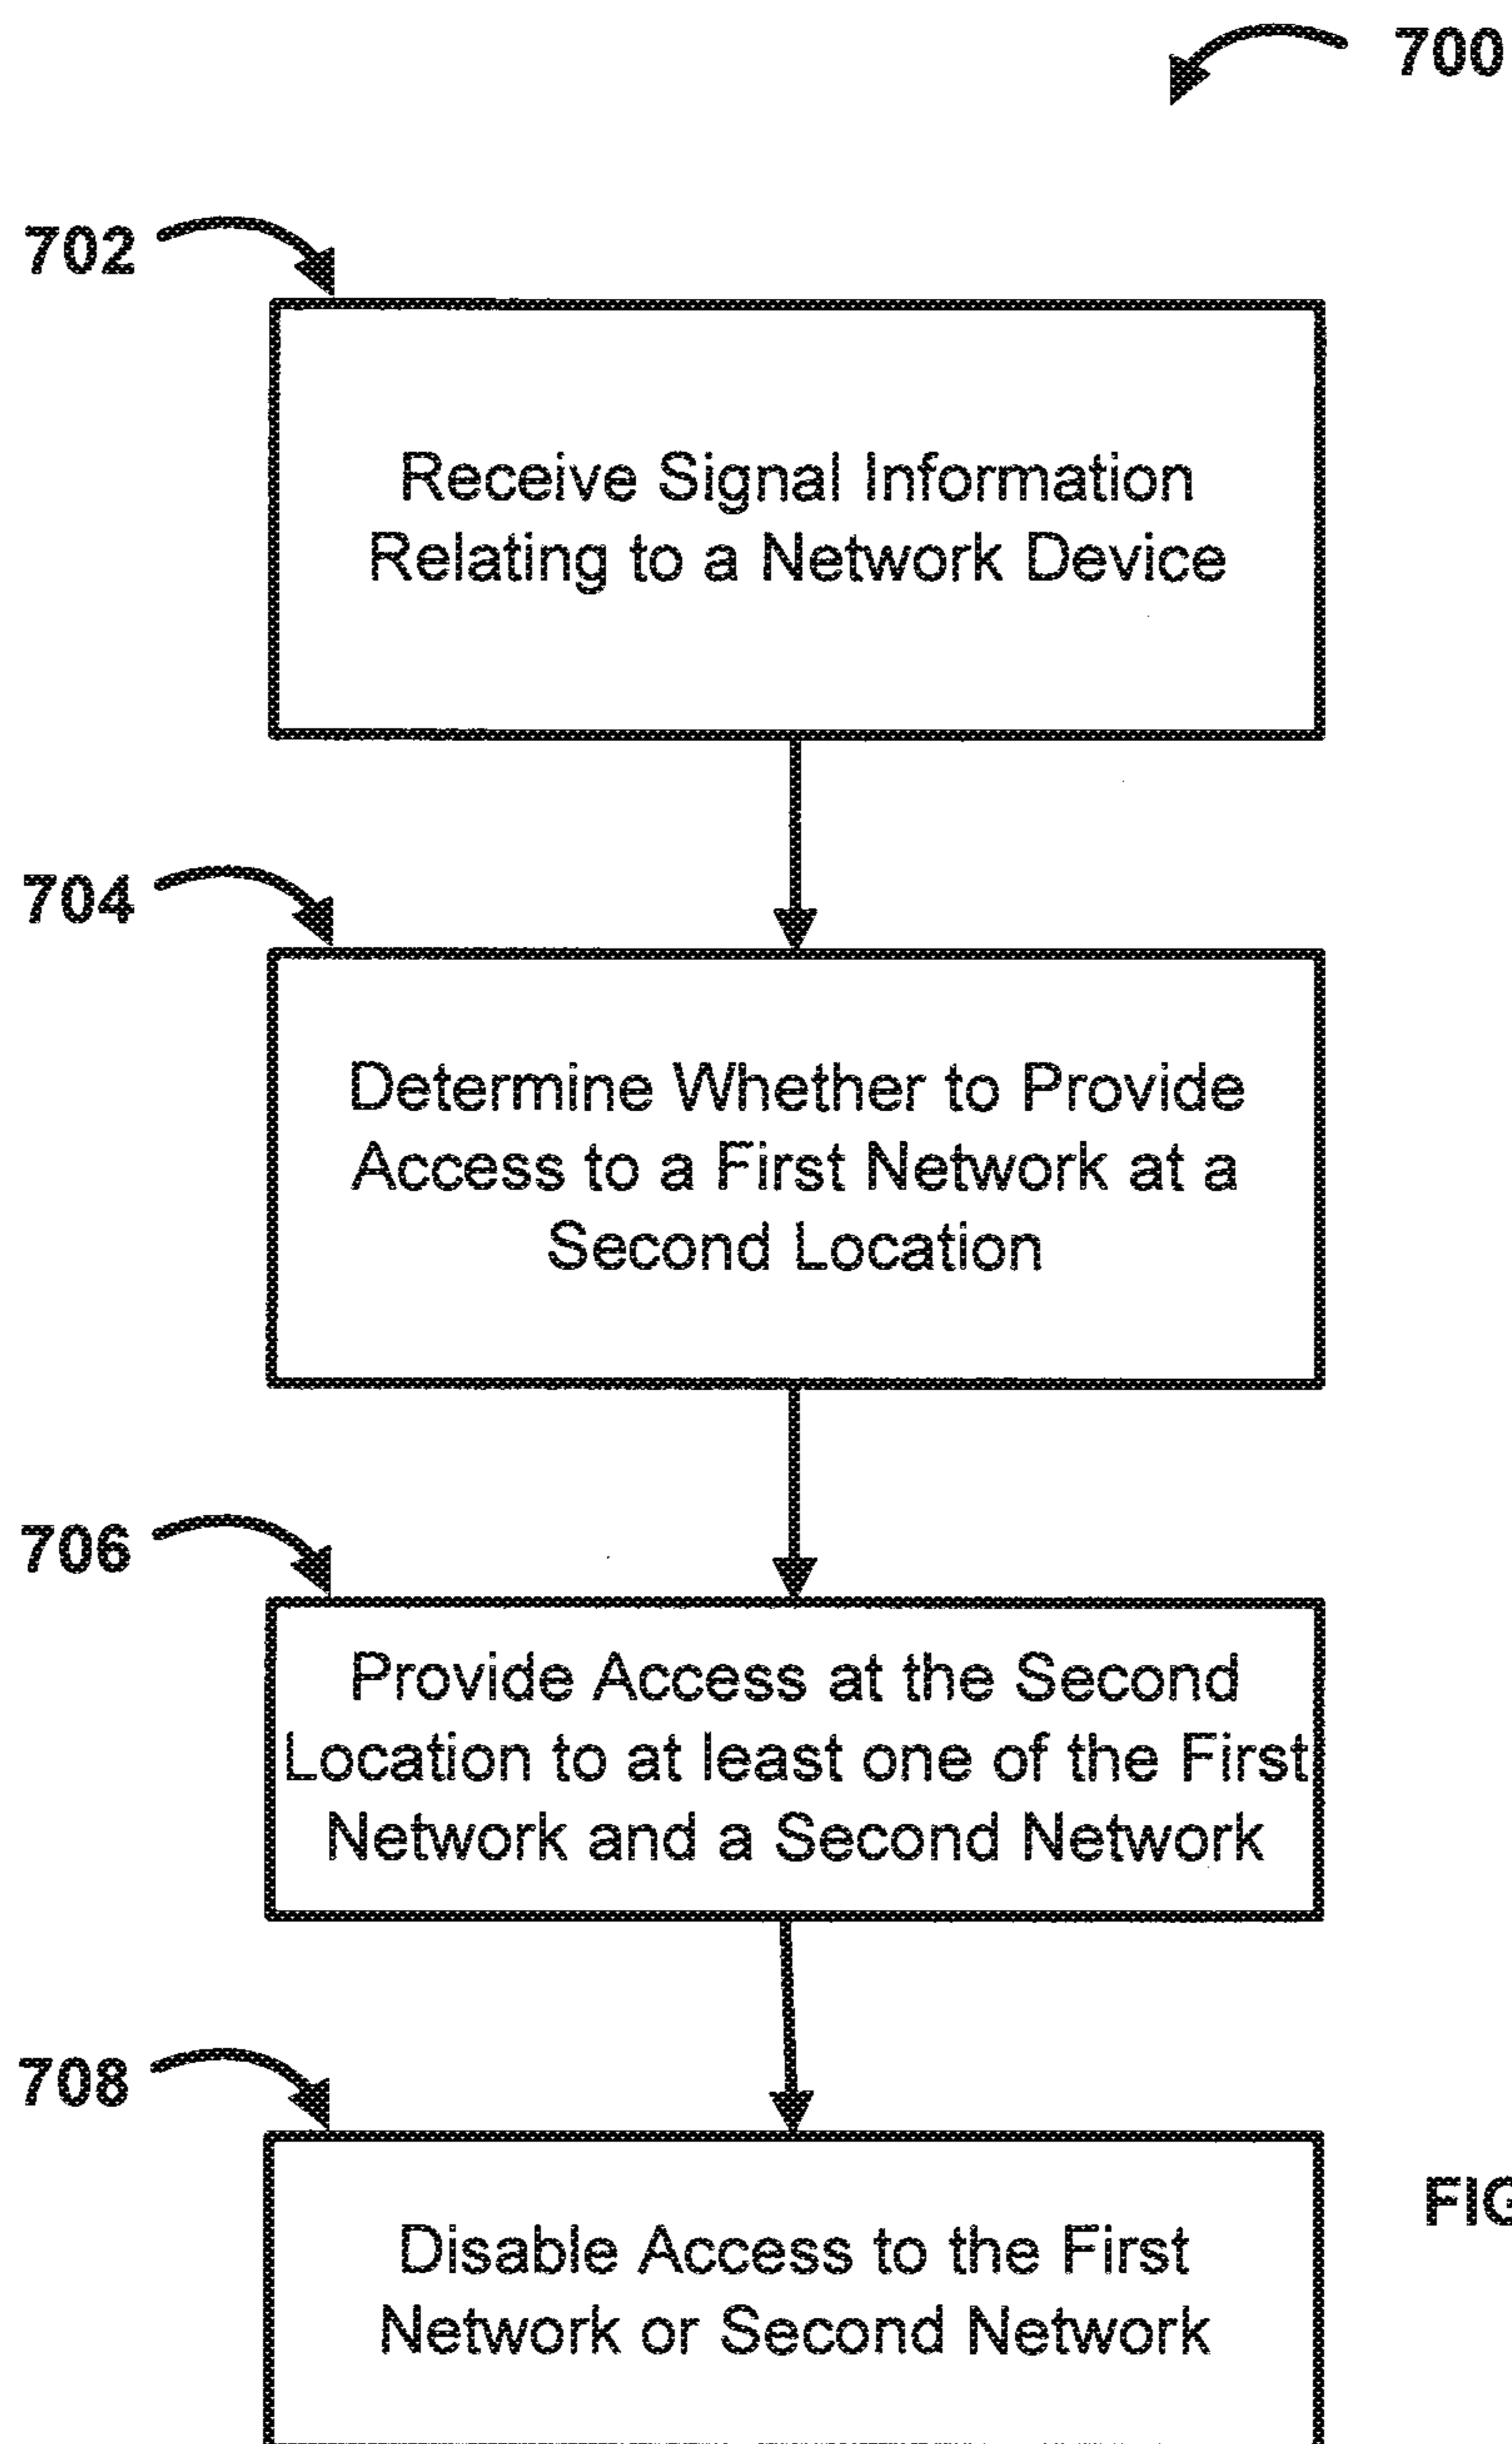 700
702
Receive Signal Information
Relating to a Network Device
704
Determine Whether to Provide
Access to a First Network at a
Second Location
706
Provide Access at the Second
Location to at least one of the First
Network and a Second Network
708
Disable Access to the First
Network or Second Network